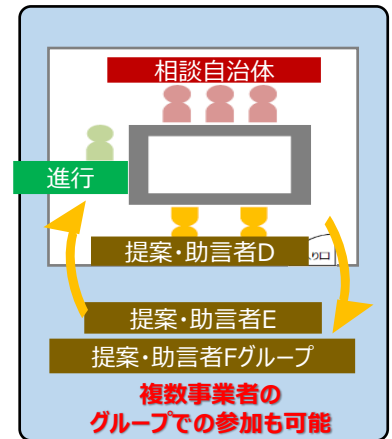 相談自治体
進行
提案・助言者D
り口
提案・助言者E
提案・助言者Fグループ
複数事業者の
グループでの参加も可能